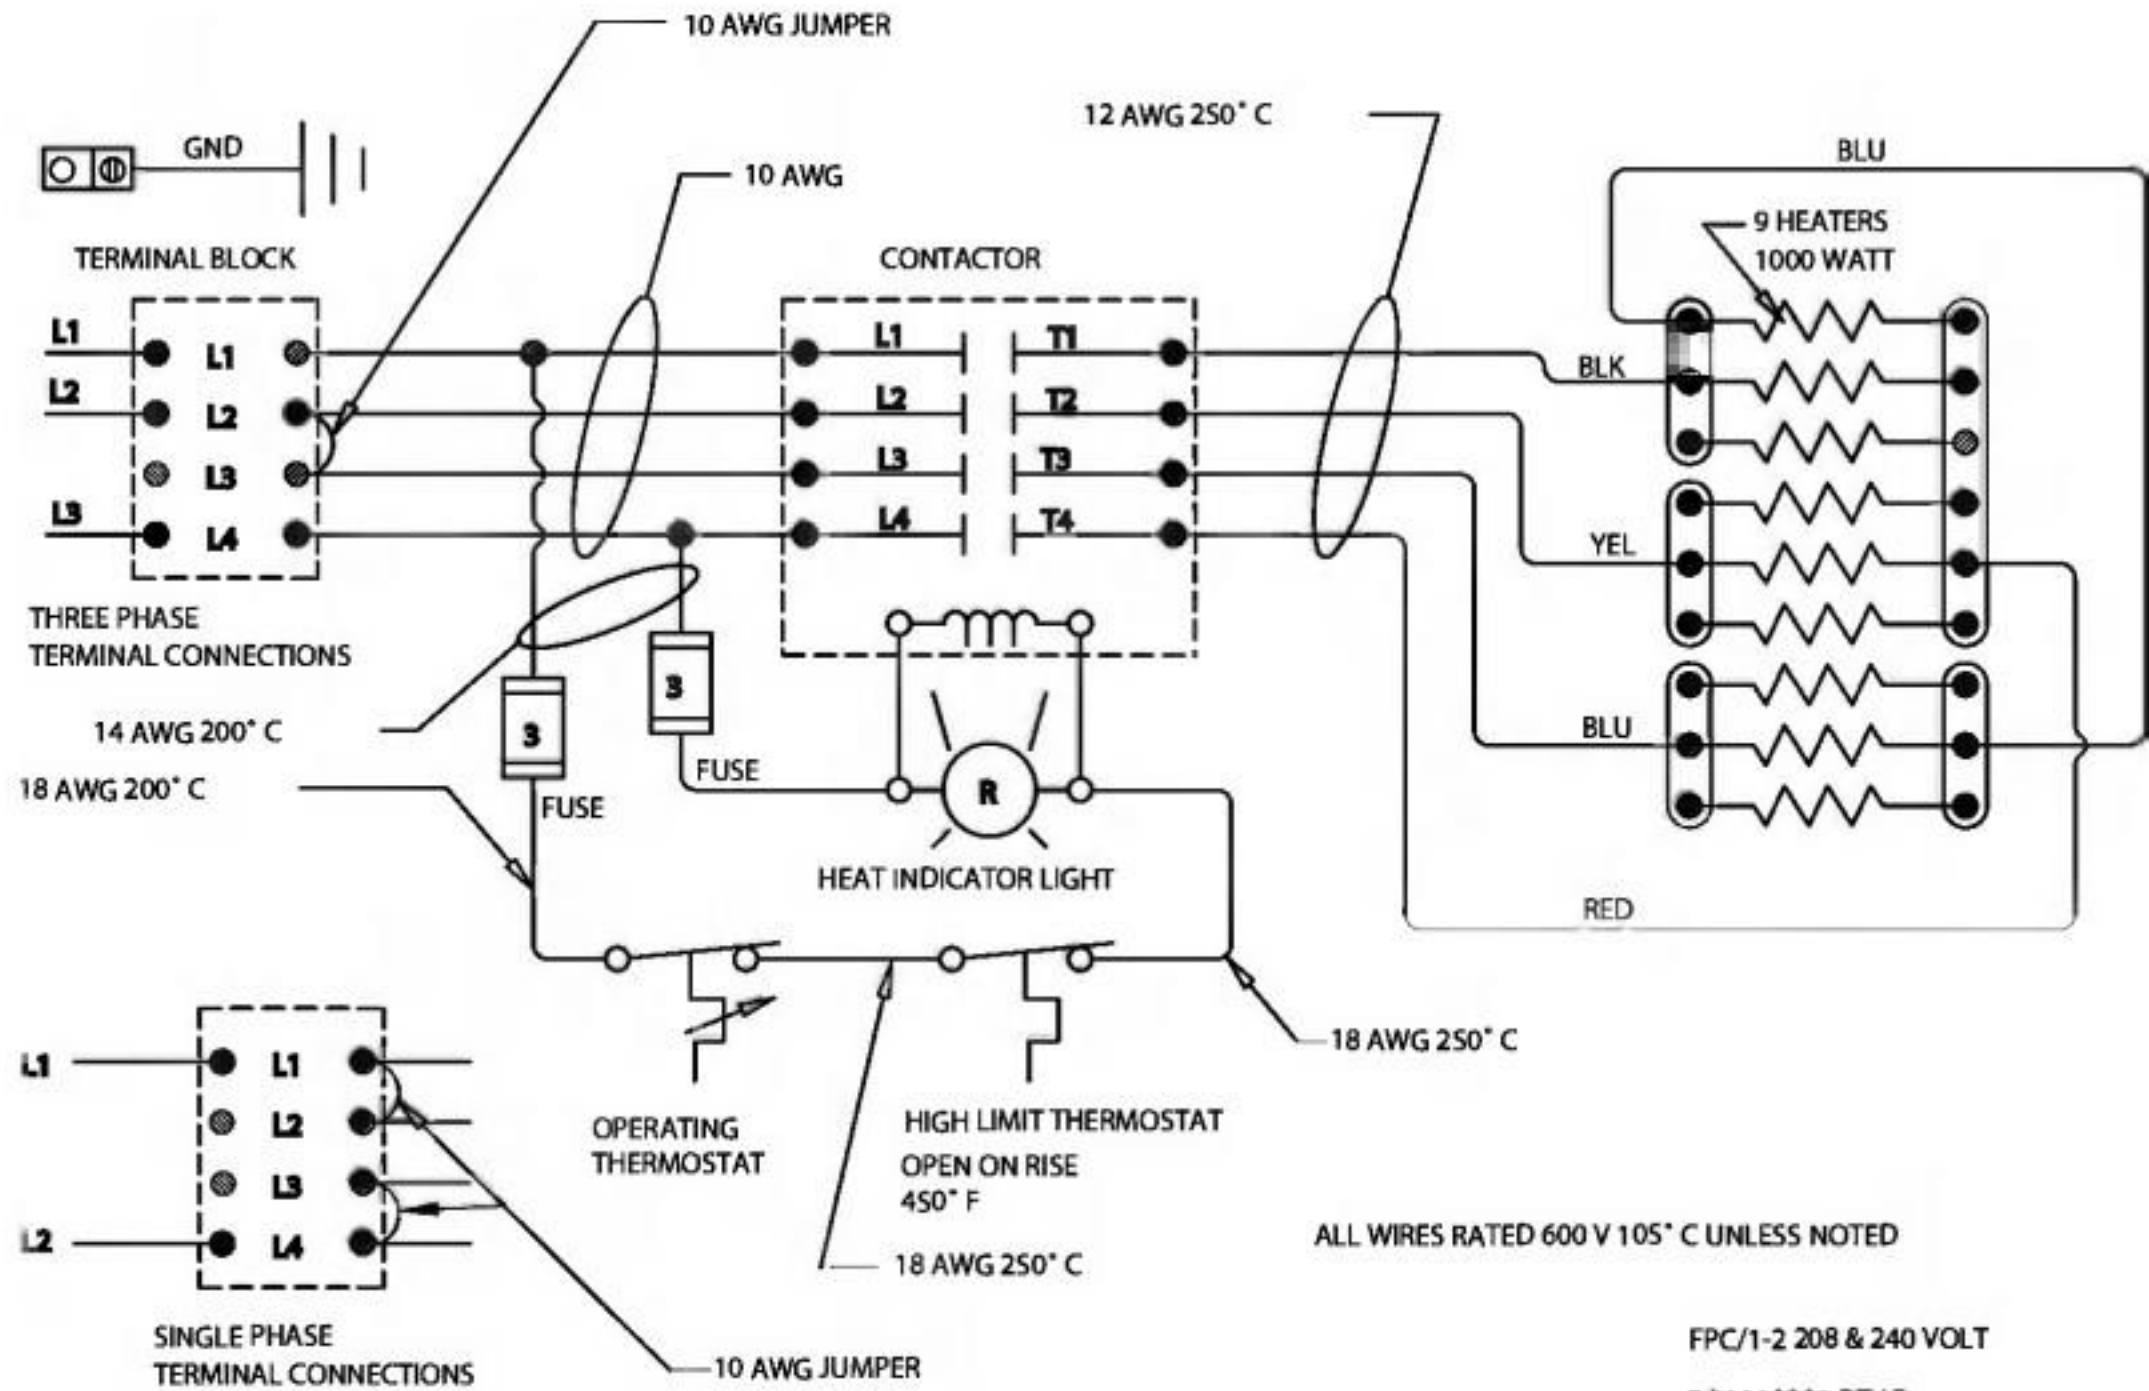 10 AWG JUMPER
12 AWG 250° C
GND
10 AWG
BLU
9 HEATERS
1000 WATT
TERMINAL BLOCK
CONTACTOR
L1
L1
L1
T1
BLK
L2
L2
L2
T2
L3
L3
T3
L3
L4
L4
T4
YEL
THREE PHASE
TERMINAL CONNECTIONS
14 AWG 200° C
3
3
BLU
18 AWG 200° C
FUSE
FUSE
R
HEAT INDICATOR LIGHT
RED
18 AWG 250° C
L1
L1
L2
L3
L2
L4
OPERATING
THERMOSTAT
HIGH LIMIT THERMOSTAT
OPEN ON RISE
450° F
18 AWG 250° C
ALL WIRES RATED 600 V 105° C UNLESS NOTED
SINGLE PHASE
TERMINAL CONNECTIONS
10 AWG JUMPER
FPC/1-2 208 & 240 VOLT